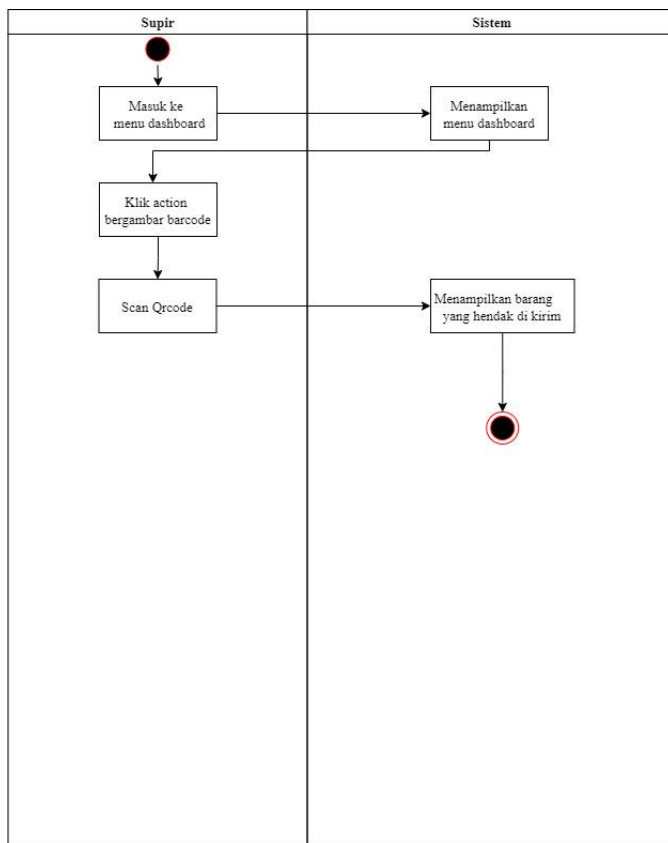 Supir
Sistem
Masuk ke
menu dashboard
Menampilkan
menu dashboard
Klik action
bergambar barcode
Scan Qrcode
Menampilkan barang
yang hendak di kirim